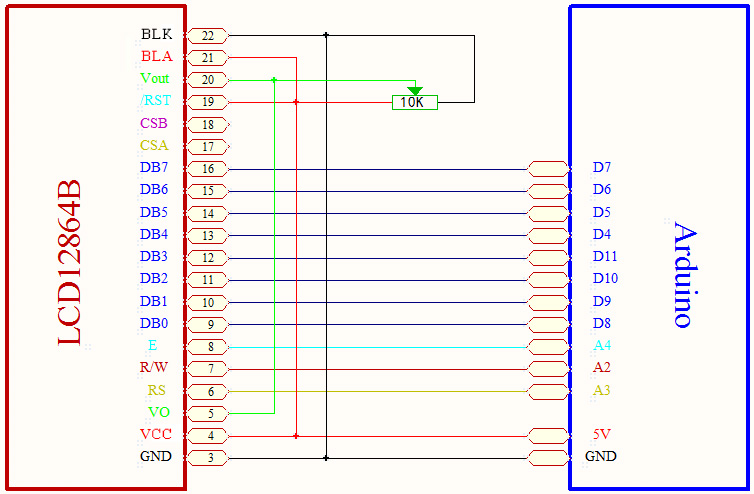 BLK 22
BLA 21
Vout 20
/RST 19 10K
CSB 18
CSA 17
DB7 16 D7
DB6 15 D6
DB5 14 D5
DB4 13 D4
DB3 12 D11
DB2 11 D10
DB1 10 D9
DB0 9 D8
E 8 A4
R/W 7 A2
RS 6 A3
VO 5
VCC 4 5V
GND 3 GND
LCD12864B
Arduino